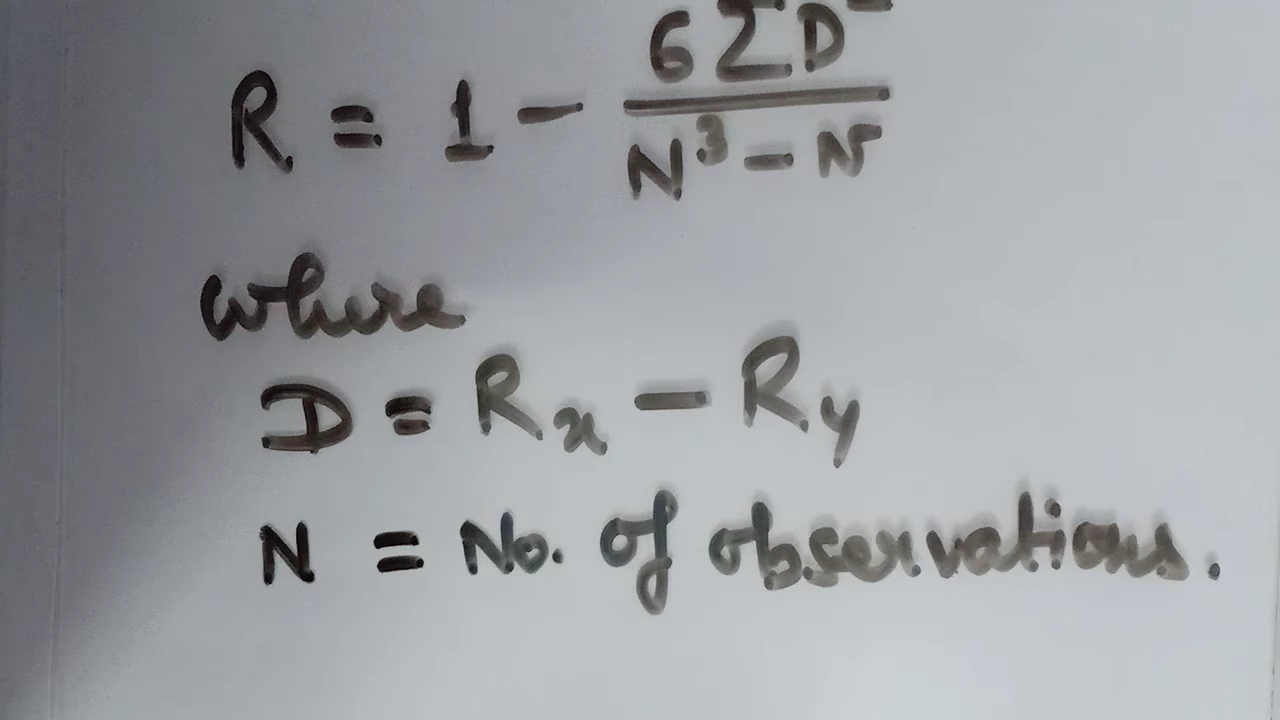 R = 1 - 6ΣD² / N³ - N
where
D = Rx - Ry
N = No. of observations.